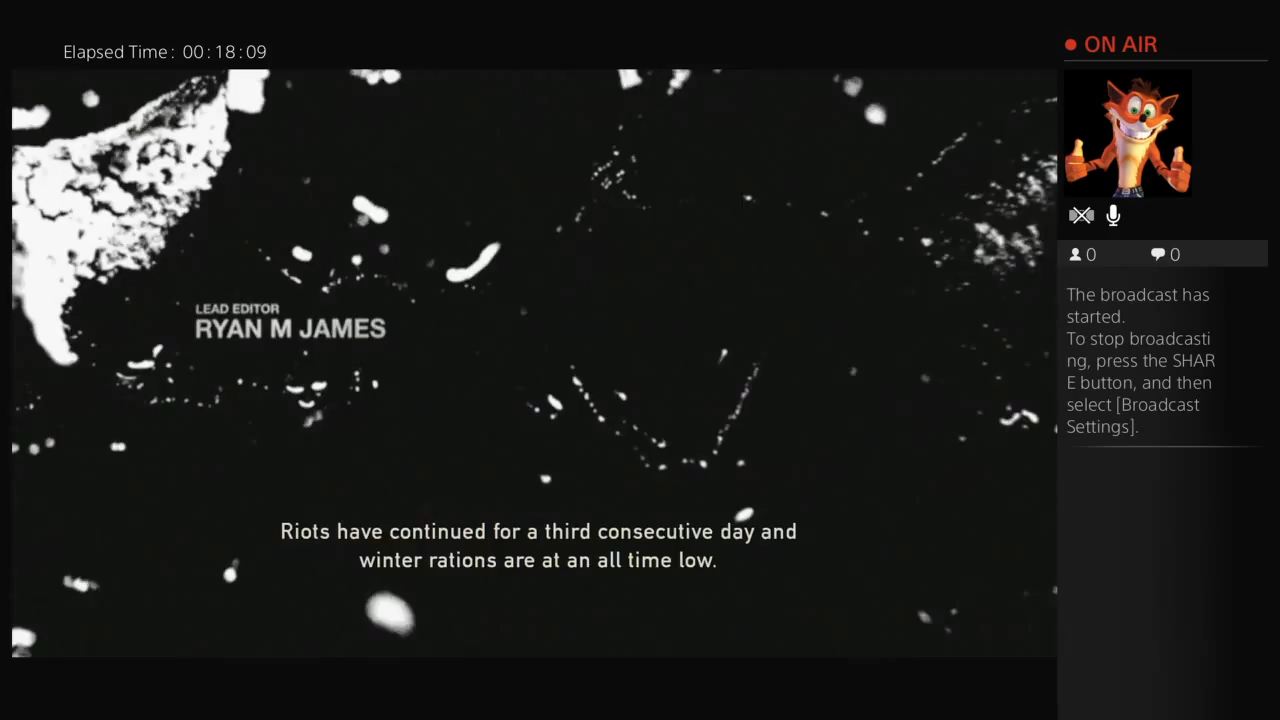 Elapsed Time: 00:18:09
ON AIR
0 0
The broadcast has
started.
To stop broadcasti
ng, press the SHAR
E button, and then
select [Broadcast
Settings].
LEAD EDITOR
RYAN M JAMES
Riots have continued for a third consecutive day and
winter rations are at an all time low.